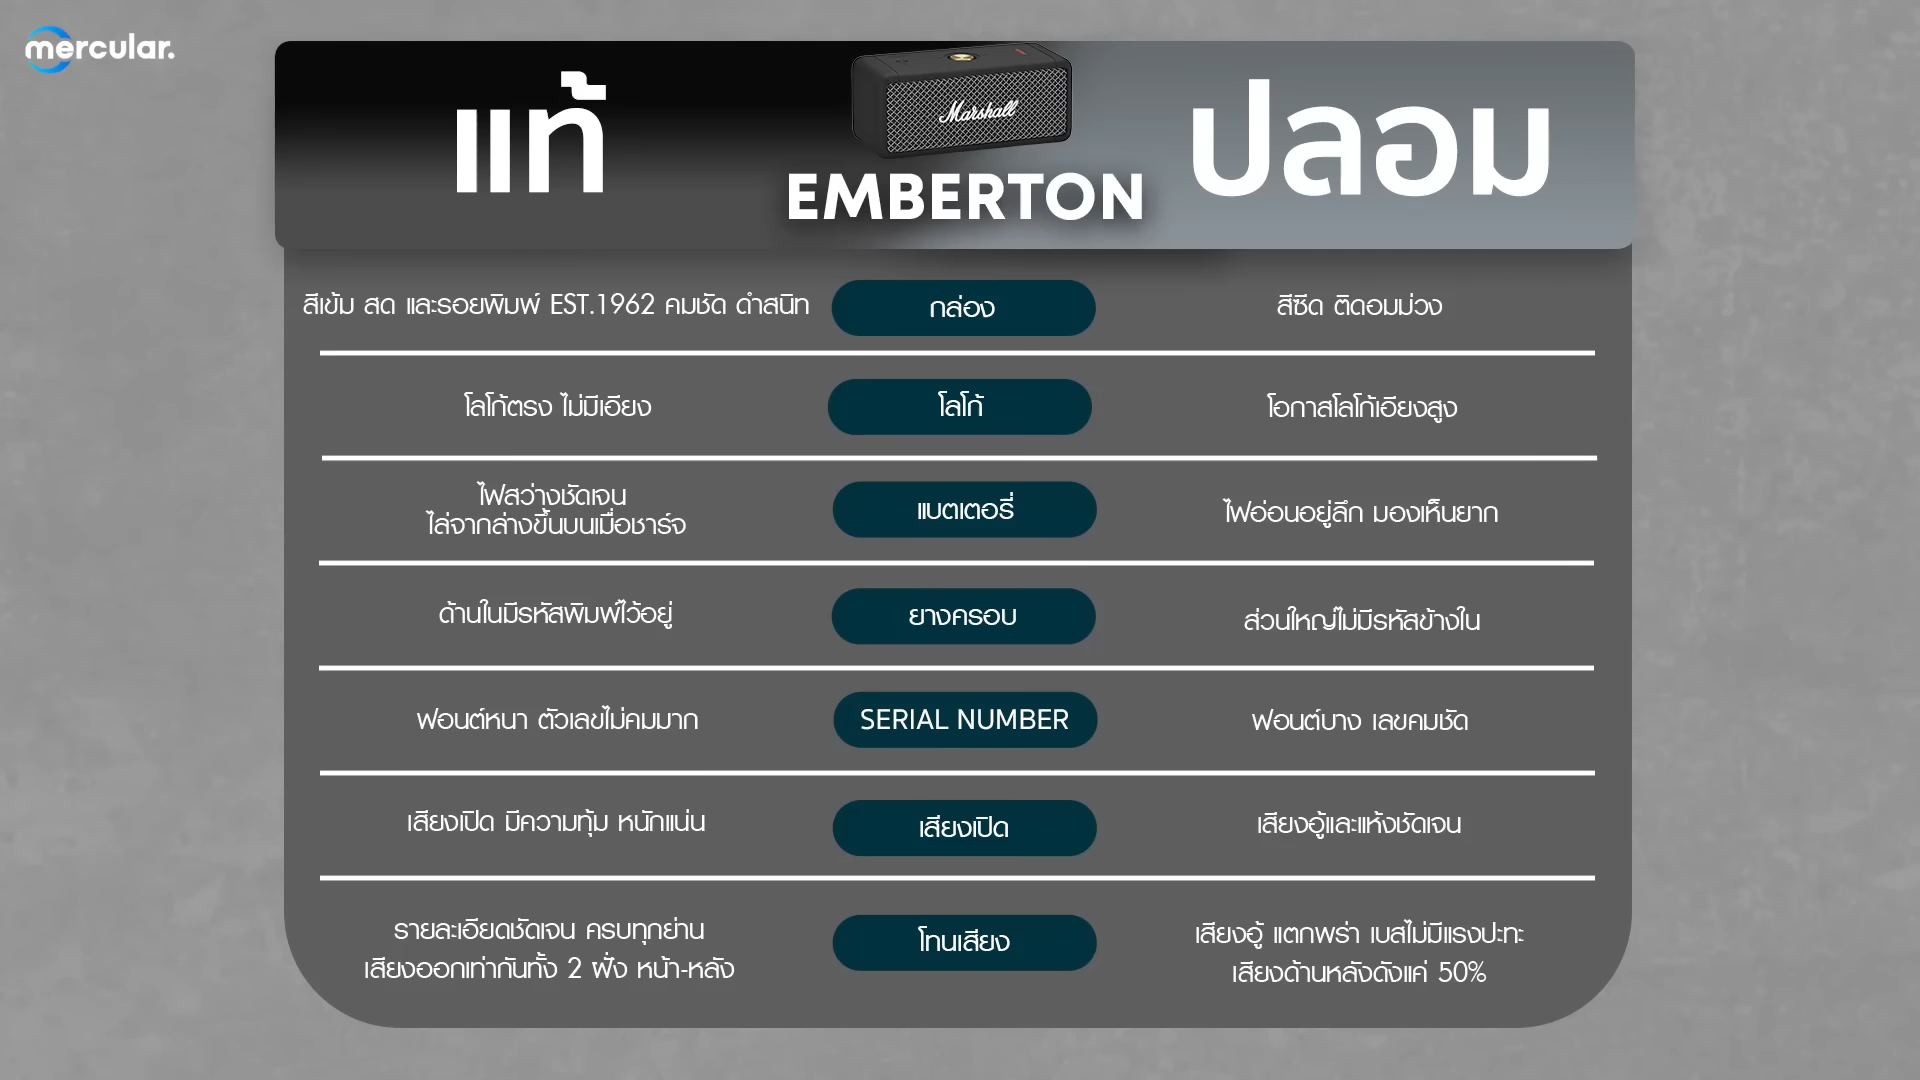 mercular.
แท้
Marshall
EMBERTON
ปลอม
สีเข้ม สด และรอยพิมพ์ EST.1962 คมชัด ดำสนิท
กล่อง
สีซีด ติดอมม่วง
โลโก้ตรง ไม่มีเอียง
โลโก้
โอกาสโลโก้เอียงสูง
ไฟสว่างชัดเจน
ไล่จากล่างขึ้นบนเมื่อชาร์จ
แบตเตอรี่
ไฟอ่อนอยู่ลึก มองเห็นยาก
ด้านในมีรหัสพิมพ์ไว้อยู่
ยางครอบ
ส่วนใหญ่ไม่มีรหัสข้างใน
ฟอนต์หนา ตัวเลขไม่คมมาก
SERIAL NUMBER
ฟอนต์บาง เลขคมชัด
เสียงเปิด มีความทุ้ม หนักแน่น
เสียงเปิด
เสียงอู้และแห้งชัดเจน
รายละเอียดชัดเจน ครบทุกย่าน
เสียงออกเท่ากันทั้ง 2 ฝั่ง หน้า-หลัง
โทนเสียง
เสียงอู้ แตกพร่า เบสไม่มีแรงปะทะ
เสียงด้านหลังดังแค่ 50%